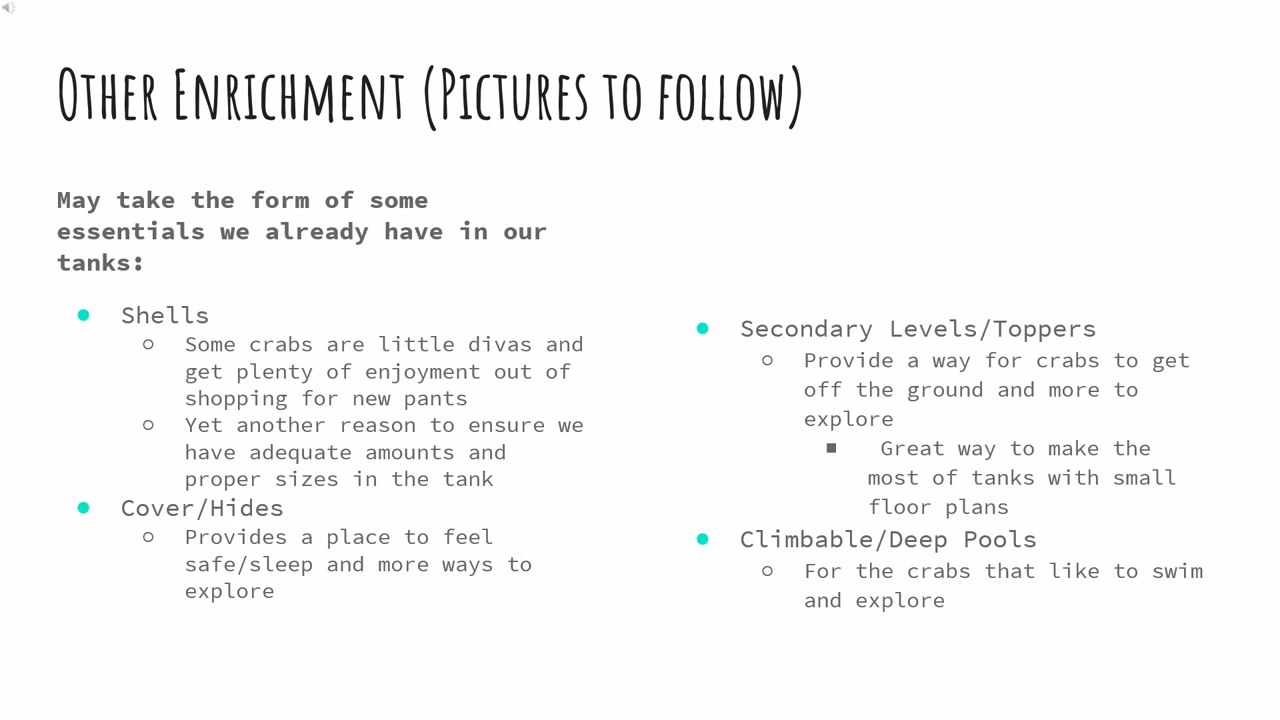 Other Enrichment (Pictures to follow)
May take the form of some
essentials we already have in our
tanks:
● Shells
○ Some crabs are little divas and
get plenty of enjoyment out of
shopping for new pants
○ Yet another reason to ensure we
have adequate amounts and
proper sizes in the tank
● Cover/Hides
○ Provides a place to feel
safe/sleep and more ways to
explore
● Secondary Levels/Toppers
○ Provide a way for crabs to get
off the ground and more to
explore
■ Great way to make the
most of tanks with small
floor plans
● Climbable/Deep Pools
○ For the crabs that like to swim
and explore